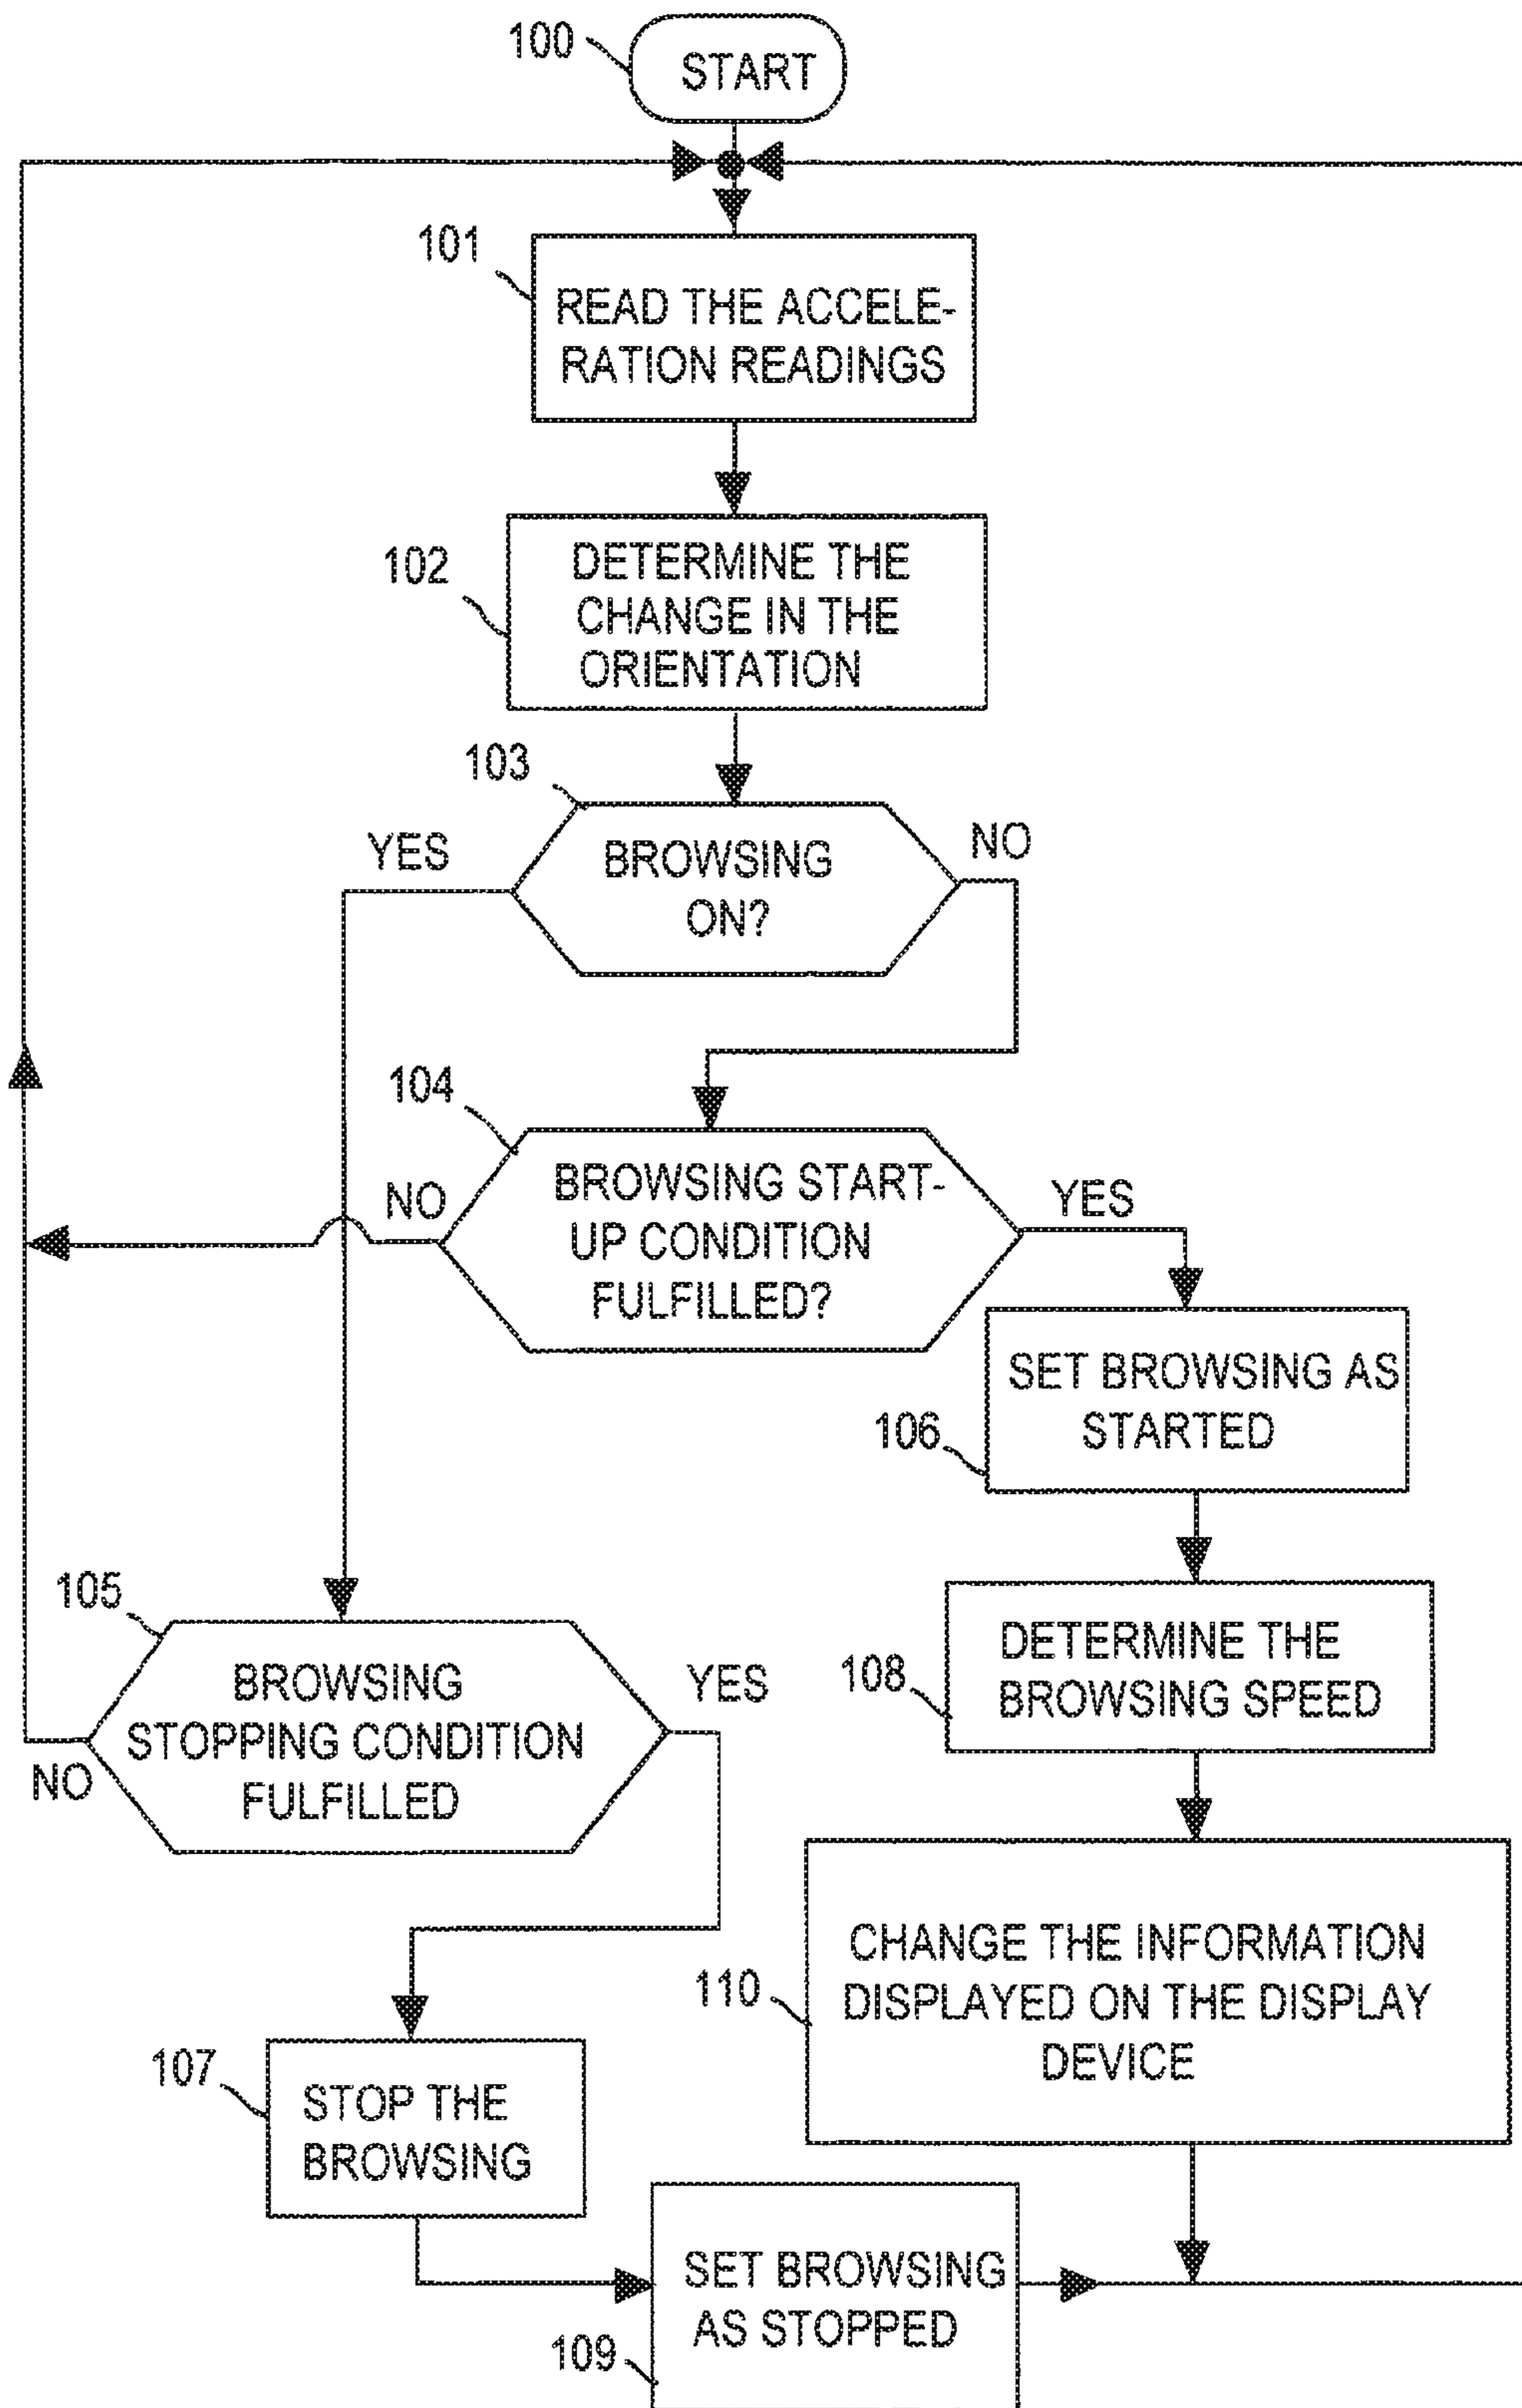 100
START
101
READ THE ACCELE-
RATION READINGS
102
DETERMINE THE
CHANGE IN THE
ORIENTATION
103
YES
BROWSING
ON?
NO
104
NO
BROWSING START-
UP CONDITION
FULFILLED?
YES
SET BROWSING AS
STARTED
106
105
BROWSING
STOPPING CONDITION
FULFILLED
YES
NO
DETERMINE THE
BROWSING SPEED
108
CHANGE THE INFORMATION
DISPLAYED ON THE DISPLAY
DEVICE
110
107
STOP THE
BROWSING
SET BROWSING
AS STOPPED
109